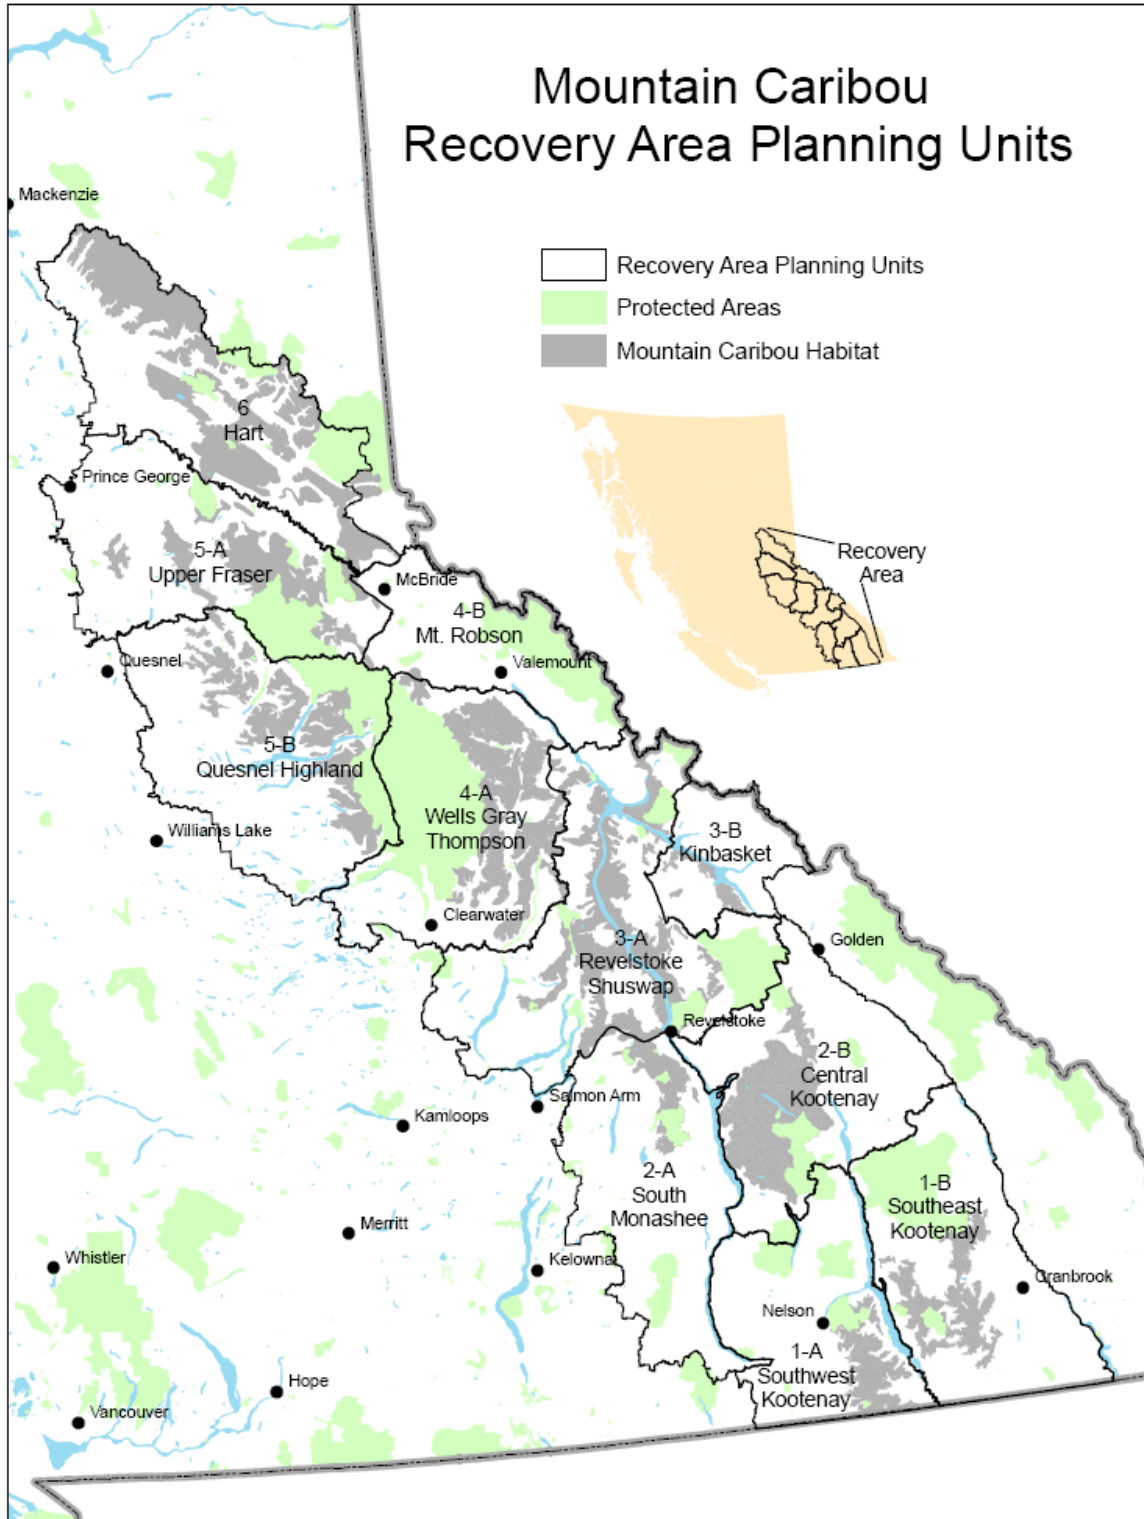 Mountain Caribou
Recovery Area Planning Units
Mackenzie
Recovery Area Planning Units
Protected Areas
Mountain Caribou Habitat
6
Hart
Prince George
Recovery
Area
5-A
Upper Fraser
McBride
4-B
Mt. Robson
Quesnel
Valemount
5-B
Quesnel Highland
4-A
Wells Gray
Thompson
Williams Lake
3-B
Kinbasket
Clearwater
3-A
Revelstoke
Shuswap
Golden
Revelstoke
2-B
Central
Kootenay
Salmon Arm
Kamloops
2-A
South
Monashee
1-B
Southeast
Kootenay
Merritt
Whistler
Kelowna
Cranbrook
Nelson
1-A
Southwest
Kootenay
Hope
Vancouver